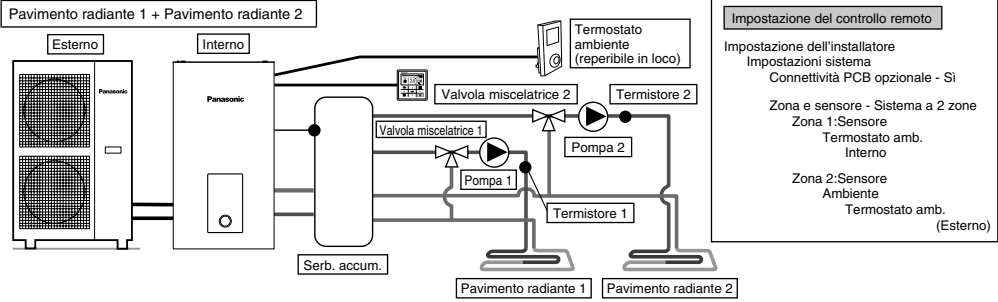 Pavimento radiante 1 + Pavimento radiante 2
Esterno
Interno
Panasonic
Panasonic
Termostato
ambiente
(reperibile in loco)
Valvola miscelatrice 2
Termistore 2
Valvola miscelatrice 1
Pompa 2
Pompa 1
Termistore 1
Serb. accum.
Pavimento radiante 1
Pavimento radiante 2
Impostazione del controllo remoto
Impostazione dell'installatore
Impostazioni sistema
Connettività PCB opzionale - Sì
Zona e sensore - Sistema a 2 zone
Zona 1:Sensore
Termostato amb.
Interno
Zona 2:Sensore
Ambiente
Termostato amb.
(Esterno)